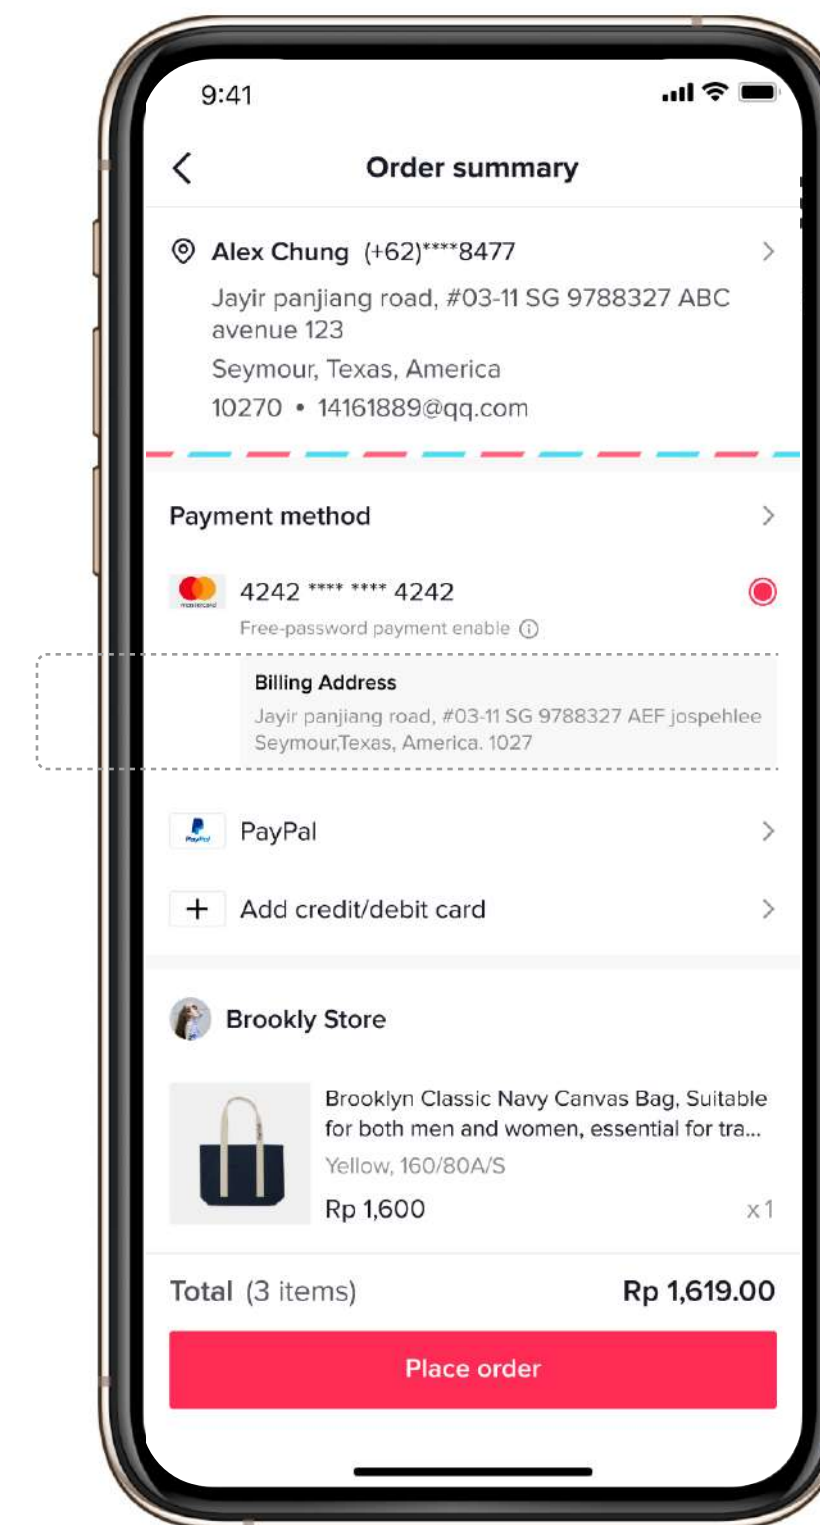 9:41
Order summary
Alex Chung (+62)****8477
Jayir panjiang road, #03-11 SG 9788327 ABC
avenue 123
Seymour, Texas, America
10270 • 14161889@qq.com
Payment method
mastercard
4242 **** **** 4242
Free-password payment enable
Billing Address
Jayir panjiang road, #03-11 SG 9788327 AEF jospehlee
Seymour,Texas, America. 1027
PayPal
PayPal
Add credit/debit card
Brookly Store
Brooklyn Classic Navy Canvas Bag, Suitable
for both men and women, essential for tra...
Yellow, 160/80A/S
Rp 1,600 x1
Total (3 items) Rp 1,619.00
Place order